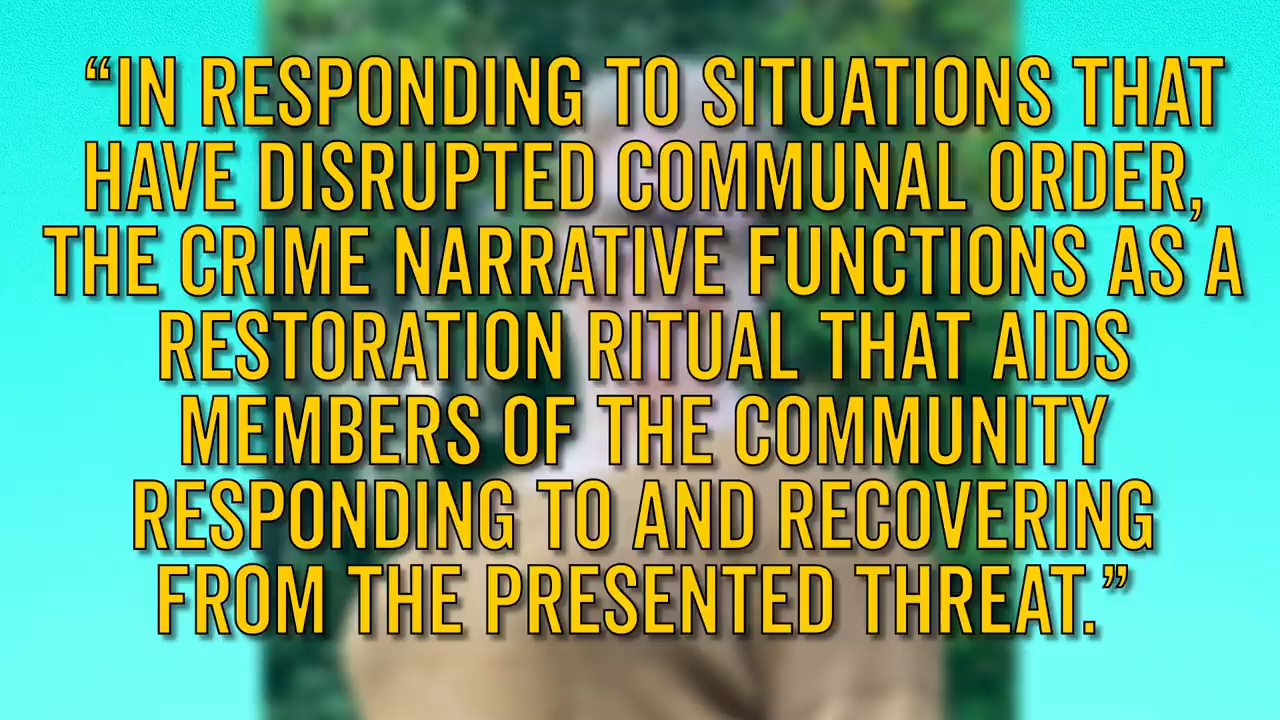 “IN RESPONDING TO SITUATIONS THAT
HAVE DISRUPTED COMMUNAL ORDER,
THE CRIME NARRATIVE FUNCTIONS AS A
RESTORATION RITUAL THAT AIDS
MEMBERS OF THE COMMUNITY
RESPONDING TO AND RECOVERING
FROM THE PRESENTED THREAT.”